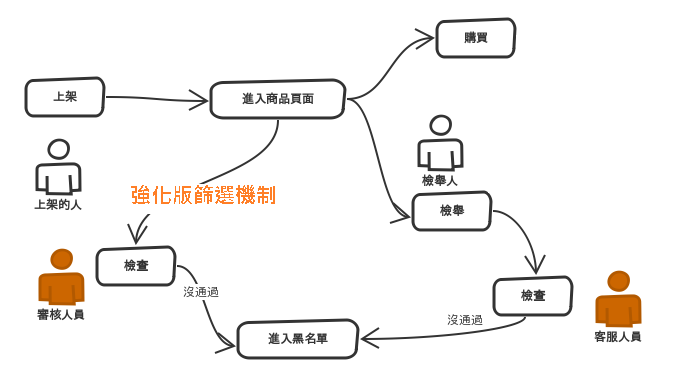 購買
上架
進入商品頁面
上架的人
檢舉人
強化版篩選機制
檢舉
檢查
審核人員
沒通過
檢查
客服人員
沒通過
進入黑名單